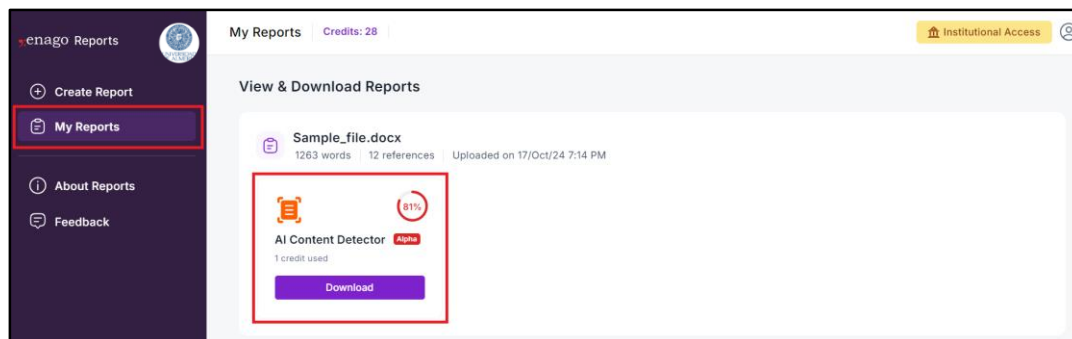 enago Reports
Create Report
My Reports
About Reports
Feedback
My Reports
Credits: 28
Institutional Access
View & Download Reports
Sample_file.docx
1263 words 12 references Uploaded on 17/Oct/24 7:14 PM
81%
AI Content Detector Alpha
1 credit used
Download